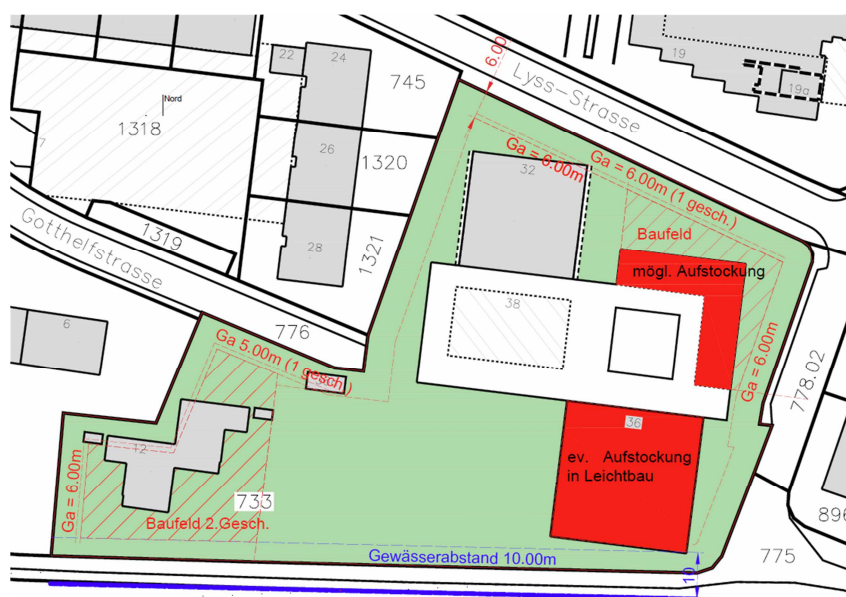 22
24
745
6.00
Lyss-Strasse
19
19a
Nord
1318
7
26
1320
Ga = 6.00m
Ga = 6.00m (1 gesch.)
32
Baufeld
mögl. Aufstockung
Gotthelfstrasse
1319
28
1321
38
6
776
Ga 5.00m (1 gesch.)
Ga = 6.00m
778.02
36
ev. Aufstockung
in Leichtbau
12
Ga = 6.00m
733
Baufeld 2.Gesch.
896
Gewässerabstand 10.00m
10
775